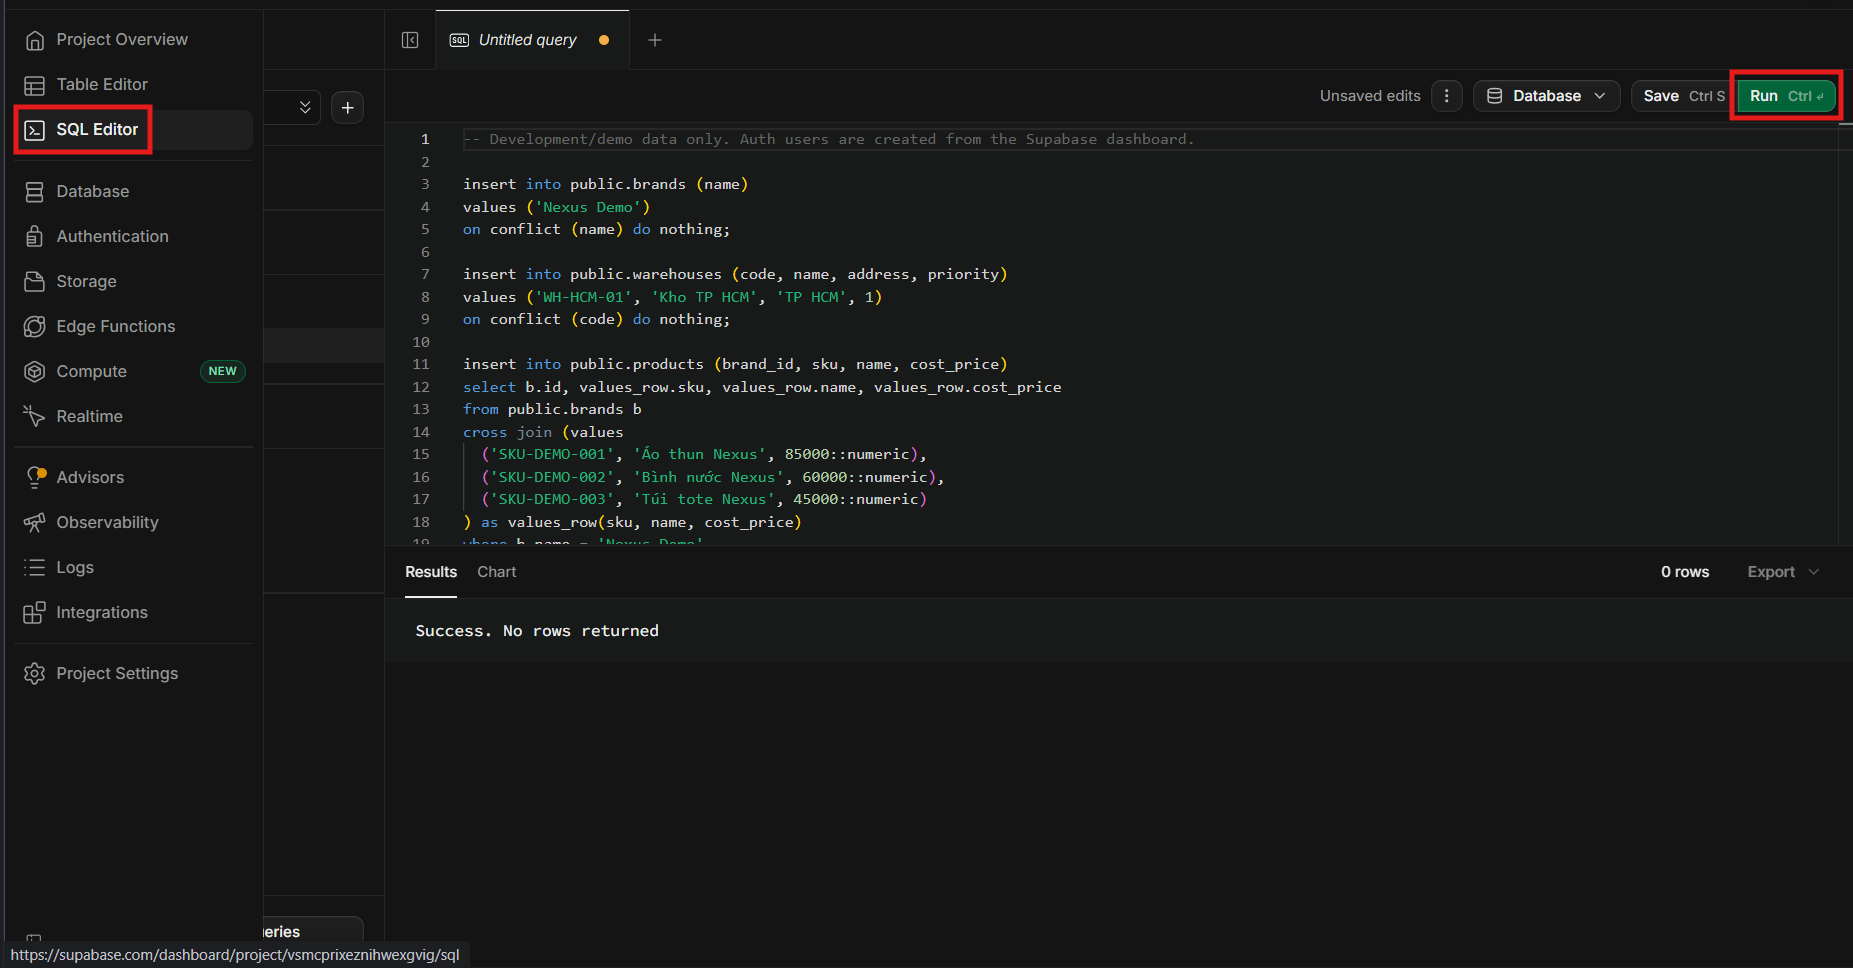 Project Overview
Table Editor
SQL Editor
Database
Authentication
Storage
Edge Functions
Compute NEW
Realtime
Advisors
Observability
Logs
Integrations
Project Settings
SQL Untitled query
Unsaved edits Database Save Ctrl S Run Ctrl ↵
1 -- Development/demo data only. Auth users are created from the Supabase dashboard.
2
3 insert into public.brands (name)
4 values ('Nexus Demo')
5 on conflict (name) do nothing;
6
7 insert into public.warehouses (code, name, address, priority)
8 values ('WH-HCM-01', 'Kho TP HCM', 'TP HCM', 1)
9 on conflict (code) do nothing;
10
11 insert into public.products (brand_id, sku, name, cost_price)
12 select b.id, values_row.sku, values_row.name, values_row.cost_price
13 from public.brands b
14 cross join (values
15 ('SKU-DEMO-001', 'Áo thun Nexus', 85000::numeric),
16 ('SKU-DEMO-002', 'Bình nước Nexus', 60000::numeric),
17 ('SKU-DEMO-003', 'Túi tote Nexus', 45000::numeric)
18 ) as values_row(sku, name, cost_price)
19 where b.name = 'Nexus Demo'
Results Chart 0 rows Export
Success. No rows returned
eries
https://supabase.com/dashboard/project/vsmcprixeznihwexgvig/sql